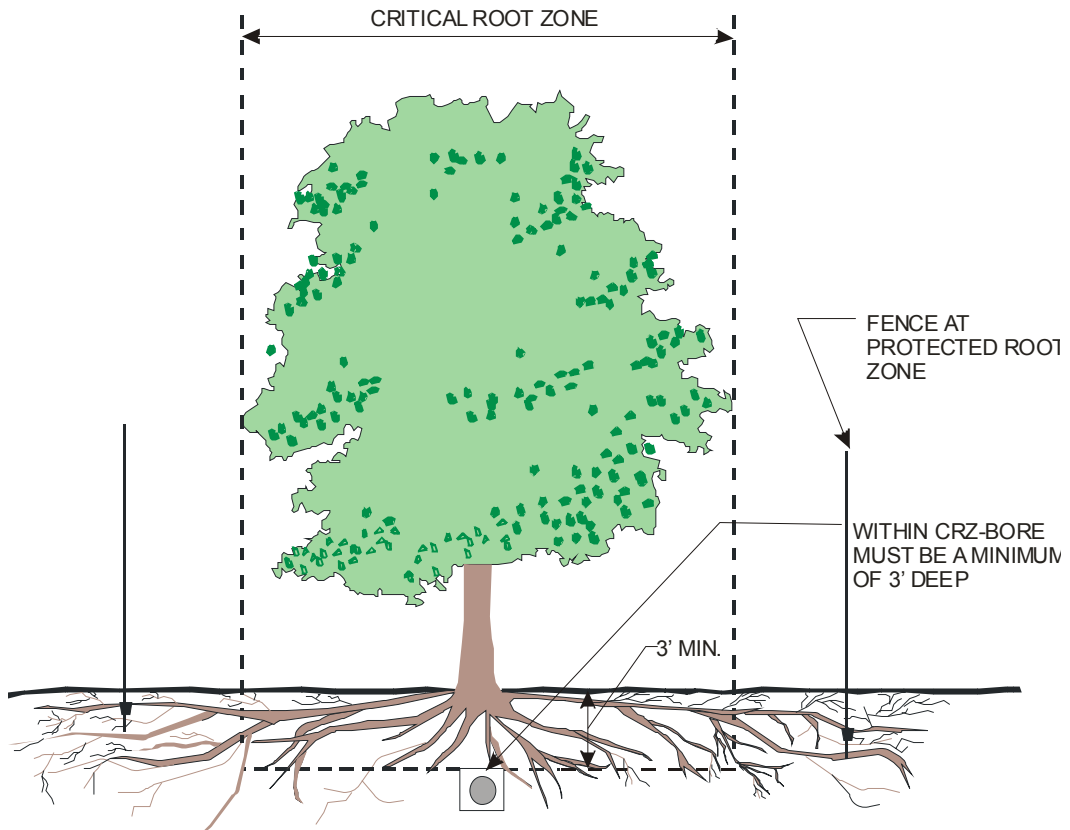 CRITICAL ROOT ZONE
FENCE AT
PROTECTED ROOT
ZONE
WITHIN CRZ-BORE
MUST BE A MINIMUM
OF 3' DEEP
3' MIN.